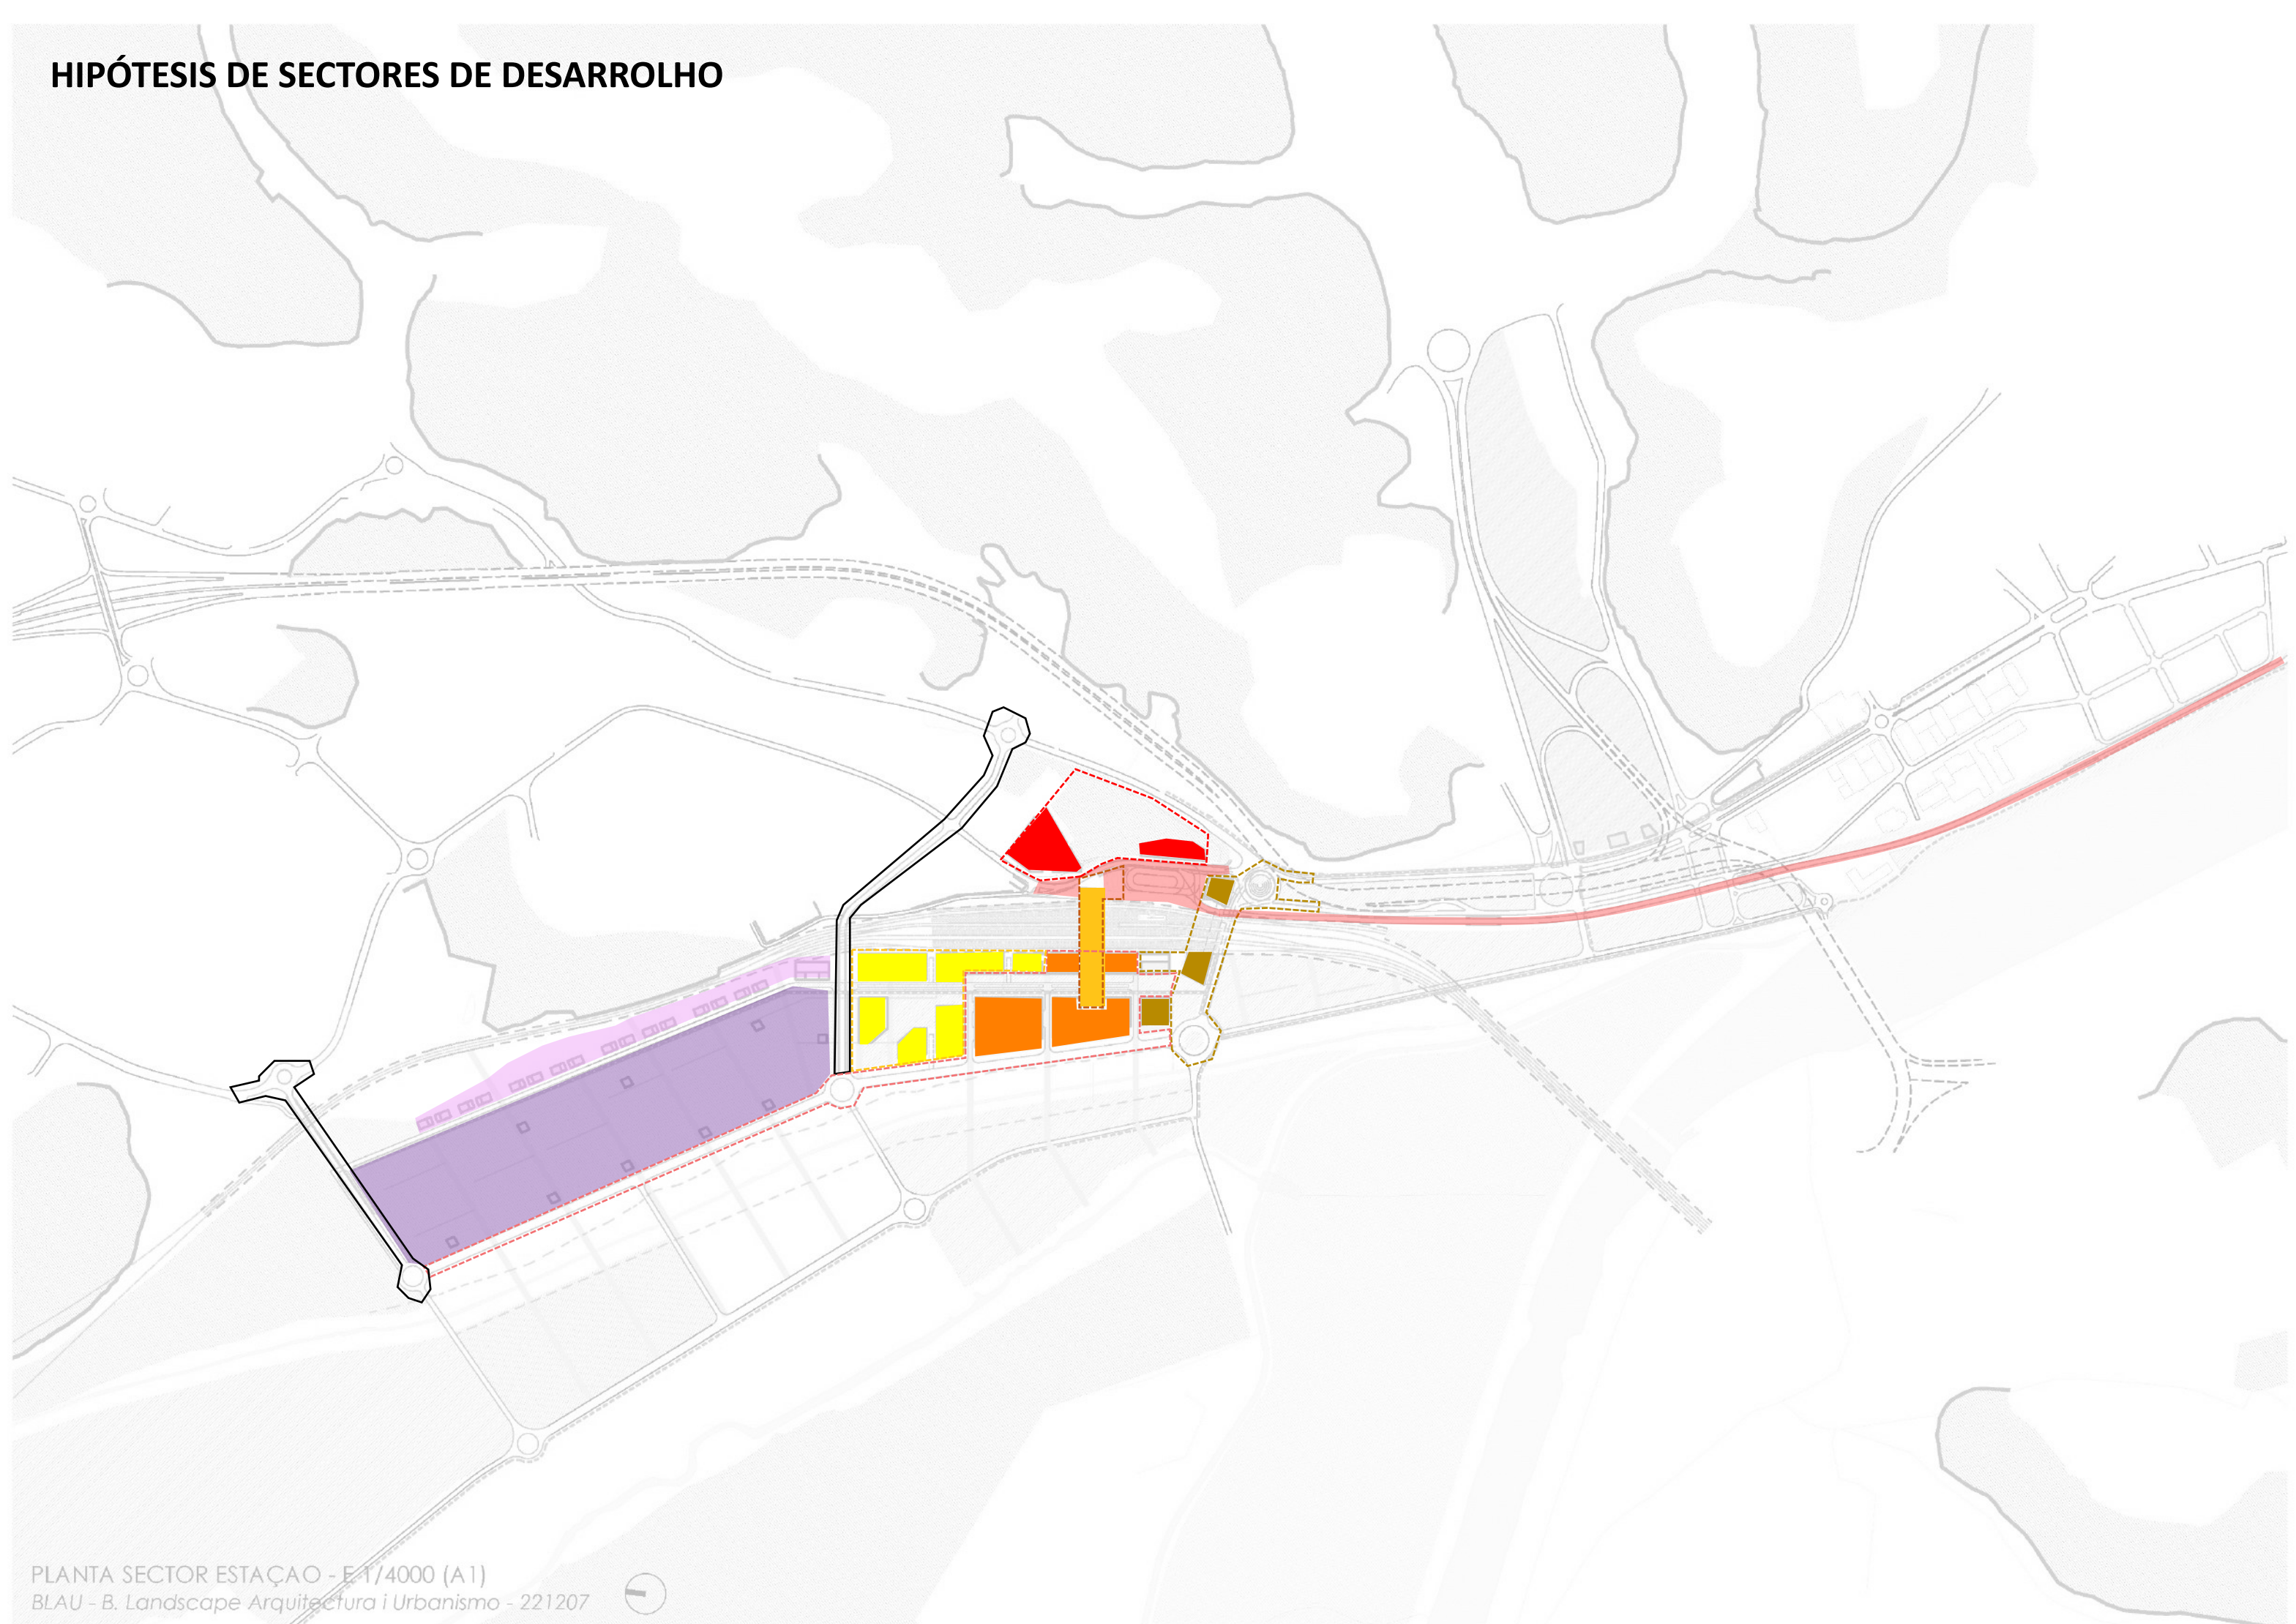 HIPÓTESIS DE SECTORES DE DESARROLHO
PLANTA SECTOR ESTAÇAO - E.1/4000 (A1)
BLAU - B. Landscape Arquitectura i Urbanismo - 221207